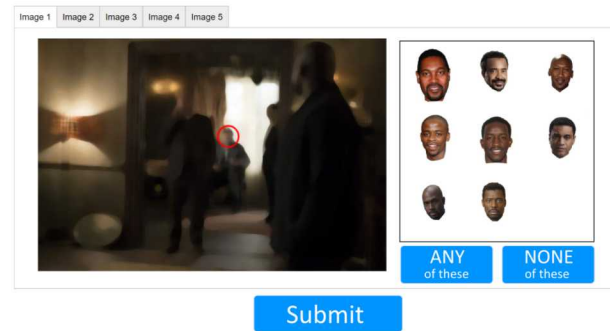 Image 1 Image 2 Image 3 Image 4 Image 5
ANY
of these
NONE
of these
Submit